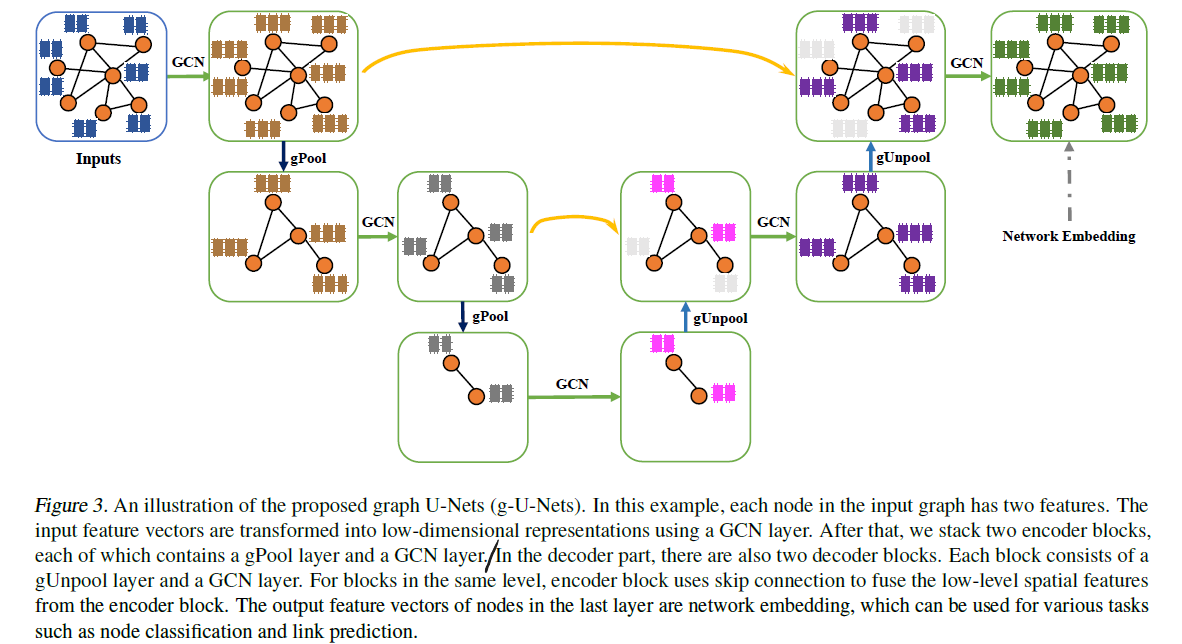 GCN
GCN
Inputs
gPool
gUnpool
GCN
GCN
Network Embedding
gPool
gUnpool
GCN
Figure 3. An illustration of the proposed graph U-Nets (g-U-Nets). In this example, each node in the input graph has two features. The
input feature vectors are transformed into low-dimensional representations using a GCN layer. After that, we stack two encoder blocks,
each of which contains a gPool layer and a GCN layer. In the decoder part, there are also two decoder blocks. Each block consists of a
gUnpool layer and a GCN layer. For blocks in the same level, encoder block uses skip connection to fuse the low-level spatial features
from the encoder block. The output feature vectors of nodes in the last layer are network embedding, which can be used for various tasks
such as node classification and link prediction.